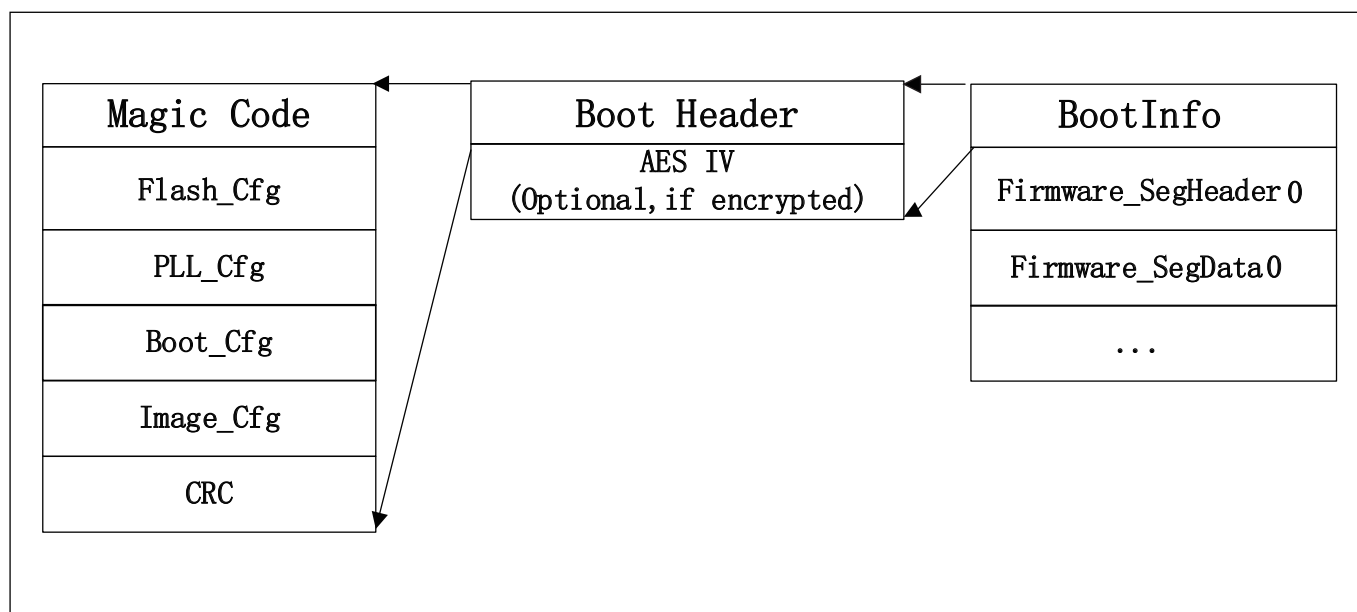 Magic Code
Flash_Cfg
PLL_Cfg
Boot_Cfg
Image_Cfg
CRC
Boot Header
AES IV
(Optional,if encrypted)
BootInfo
Firmware_SegHeader0
Firmware_SegData0
...